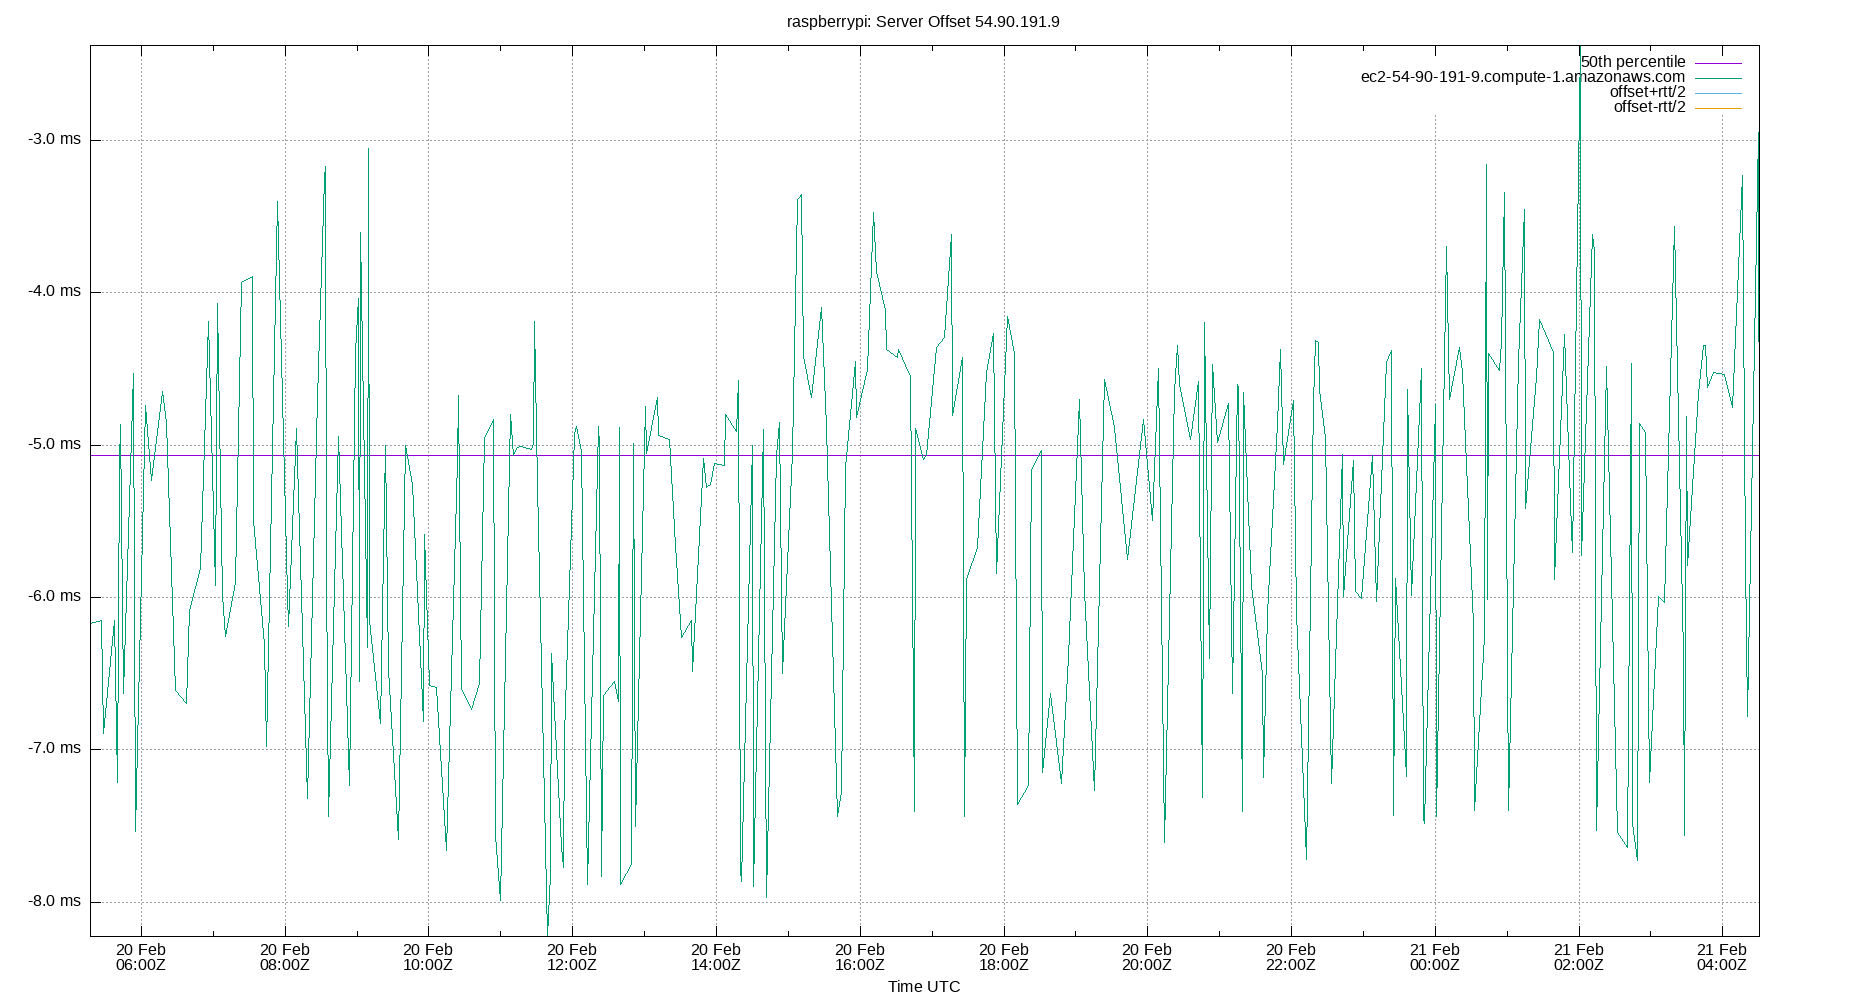 raspberrypi: Server Offset 54.90.191.9
50th percentile
ec2-54-90-191-9.compute-1.amazonaws.com
offset+rtt/2
offset-rtt/2
-3.0 ms
-4.0 ms
-5.0 ms
-6.0 ms
-7.0 ms
-8.0 ms
20 Feb 20 Feb 20 Feb 20 Feb 20 Feb 20 Feb 20 Feb 20 Feb 20 Feb 21 Feb 21 Feb 21 Feb
06:00Z 08:00Z 10:00Z 12:00Z 14:00Z 16:00Z 18:00Z 20:00Z 22:00Z 00:00Z 02:00Z 04:00Z
Time UTC